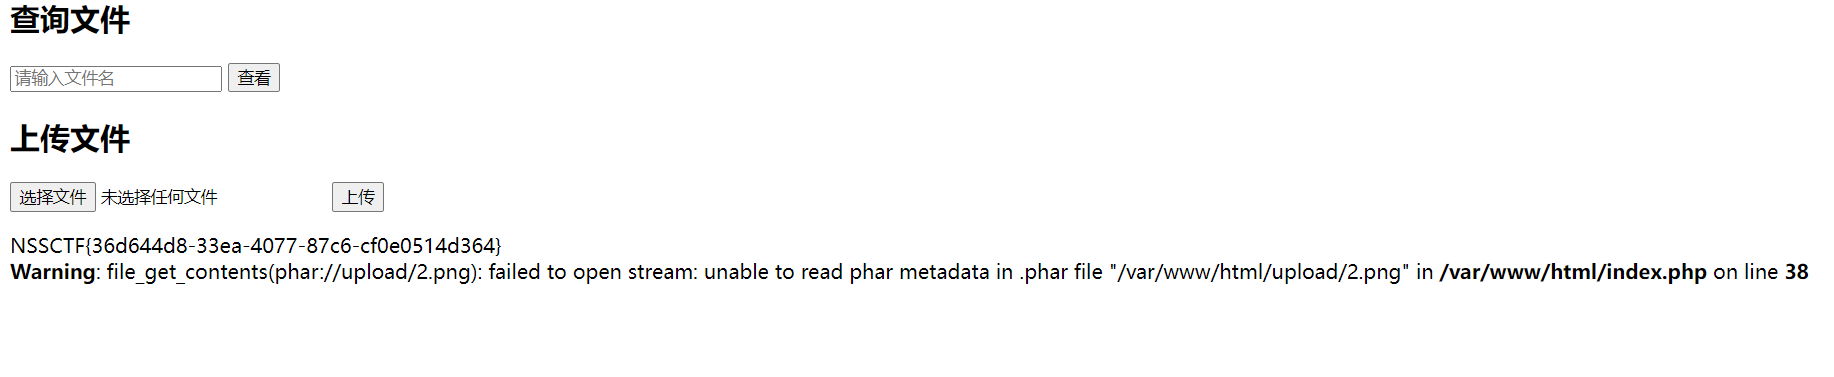 查询文件
请输入文件名 查看
上传文件
选择文件 未选择任何文件 上传
NSSCTF{36d644d8-33ea-4077-87c6-cf0e0514d364}
Warning: file_get_contents(phar://upload/2.png): failed to open stream: unable to read phar metadata in .phar file "/var/www/html/upload/2.png" in /var/www/html/index.php on line 38